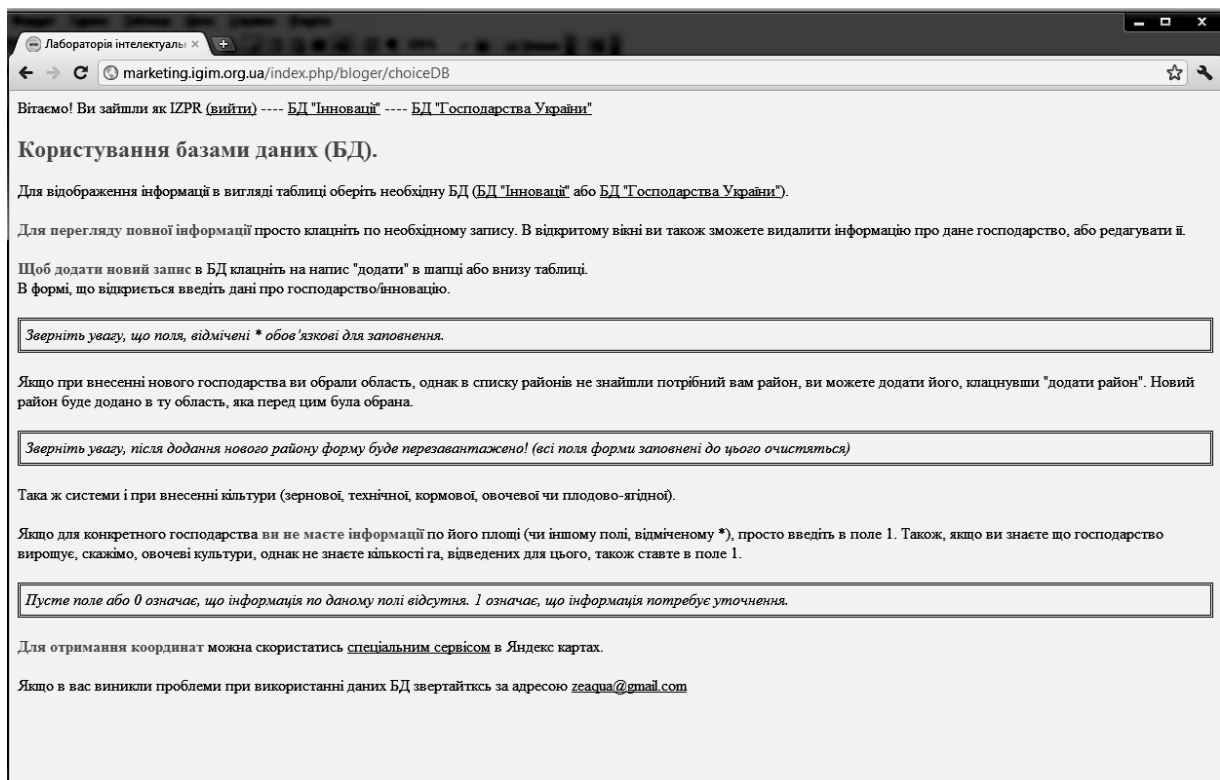 Лабораторія інтелектуаль
marketing.igim.org.ua/index.php/bloger/choiceDB
Вітаємо! Ви зайшли як IZPR (вийти) ---- БД "Інновації" ---- БД "Господарства України"
Користування базами даних (БД).
Для відображення інформації в вигляді таблиці оберіть необхідну БД (БД "Інновації" або БД "Господарства України").
Для перегляду повної інформації просто клацніть по необхідному запису. В відкритому вікні ви також зможете видалити інформацію про дане господарство, або редагувати її.
Щоб додати новий запис в БД клацніть на напис "додати" в шапці або внизу таблиці.
В формі, що відкриється введіть дані про господарство/інновацію.
Зверніть увагу, що поля, відмічені * обов'язкові для заповнення.
Якщо при внесенні нового господарства ви обрали область, однак в списку районів не знайшли потрібний вам район, ви можете додати його, клацнувши "додати район". Новий
район буде додано в ту область, яка перед цим була обрана.
Зверніть увагу, після додання нового району форму буде перезавантажено! (всі поля форми заповнені до цього очистяться)
Така ж системи і при внесенні кільтури (зернової, технічної, кормової, овочевої чи плодово-ягідної).
Якщо для конкретного господарства ви не маєте інформації по його площі (чи іншому полі, відміченому *), просто введіть в поле 1. Також, якщо ви знаєте що господарство
вирощує, скажімо, овочеві культури, однак не знаєте кількості га, відведених для цього, також ставте в поле 1.
Пусте поле або 0 означає, що інформація по даному полі відсутня. 1 означає, що інформація потребує уточнення.
Для отримання координат можна скористатись спеціальним сервісом в Яндекс картах.
Якщо в вас виникли проблеми при використанні даних БД звертайтксь за адресою zeaqua@gmail.com